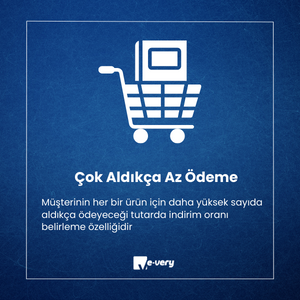 Çok Aldıkça Az Ödeme
Müşterinin her bir ürün için daha yüksek sayıda
aldıkça ödeyeceği tutarda indirim oranı
belirleme özelliğidir
e-very